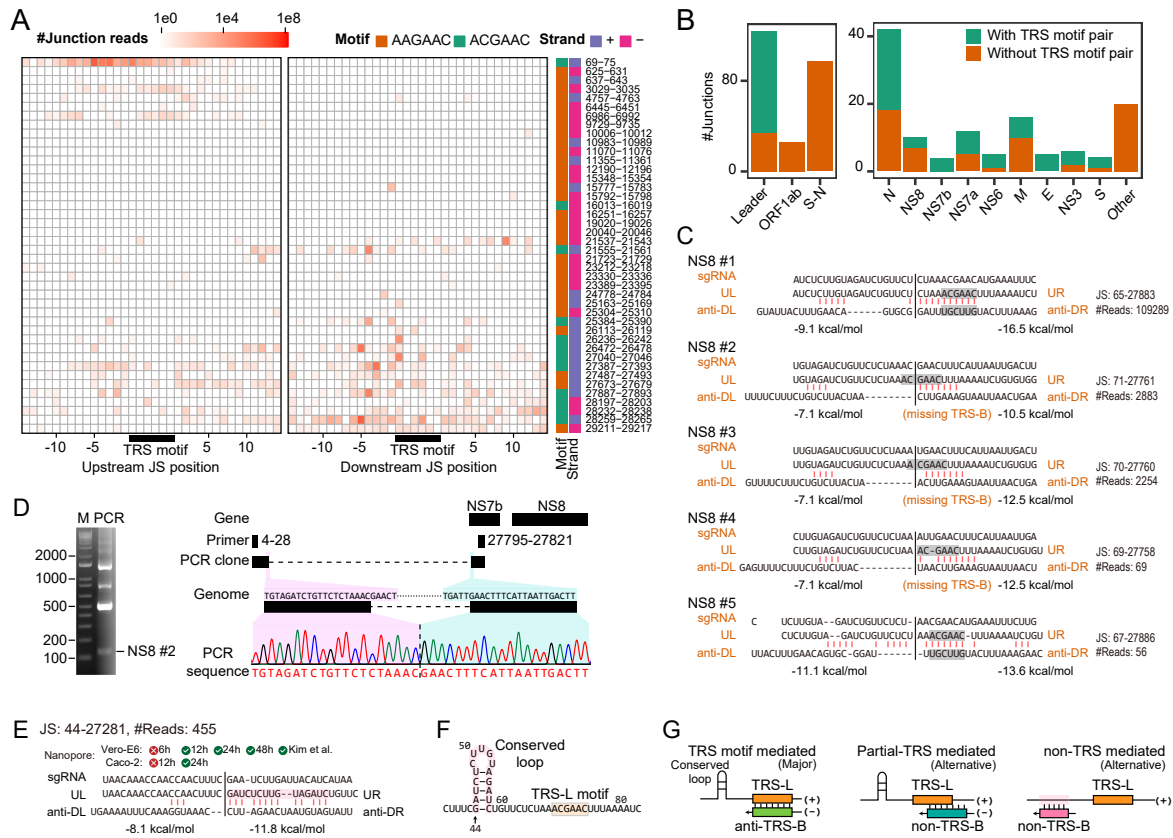 A
1e0 1e4 1e8
#Junction reads
Motif AAGAAC ACGAAC Strand + −
69−75
625−631
637−643
3029−3035
4757−4763
6445−6451
6986−6992
9729−9735
10006−10012
10983−10989
11070−11076
11355−11361
12190−12196
15348−15354
15777−15783
15792−15798
16013−16019
16251−16257
19020−19026
20040−20046
21537−21543
21555−21561
21723−21729
23212−23218
23330−23336
23389−23395
24778−24784
25163−25169
25304−25310
25384−25390
26113−26119
26236−26242
26472−26478
27040−27046
27387−27393
27487−27493
27673−27679
27887−27893
28197−28203
28232−28238
28259−28265
29211−29217
-10 -5 TRS motif 5 10
Upstream JS position
-10 -5 TRS motif 5 10
Downstream JS position
Motif
Strand
B
#Junctions
0 80
Leader ORF1ab S-N
0 20 40
With TRS motif pair
Without TRS motif pair
N NS8 NS7b NS7a NS6 M E NS3 S Other
C
NS8 #1
sgRNA AUCUCUUGUAGAUCUGUUCU CUAAACGAACAUGAAAUUUC
UL AUCUCUUGUAGAUCUGUUCU CUAAACGAACUUUAAAAUCU UR
anti-DL GUAUUACUUUGAACA------GUGCG GAUUUGCUUGUACUUUAAAG anti-DR
-9.1 kcal/mol -16.5 kcal/mol
JS: 65-27883
#Reads: 109289
NS8 #2
sgRNA UGUAGAUCUGUUCUCUAAAC GAACUUUCAUUAAUUGACUU
UL UGUAGAUCUGUUCUCUAAAC GAACUUUAAAAUCUGUGUGG UR
anti-DL UUUUCUUUCUGUCUUACUAA---------- CUUGAAAGUAAUUAACUGAA anti-DR
-7.1 kcal/mol (missing TRS-B) -10.5 kcal/mol
JS: 71-27761
#Reads: 2883
NS8 #3
sgRNA UUGUAGAUCUGUUCUCUAAA UGAACUUUCAUUAAUUGACU
UL UUGUAGAUCUGUUCUCUAAA CGAACUUUAAAAUCUGUGUG UR
anti-DL GUUUUCUUUCUGUCUUACUA---------- ACUUGAAAGUAAUUAACUGA anti-DR
-7.1 kcal/mol (missing TRS-B) -12.5 kcal/mol
JS: 70-27760
#Reads: 2254
NS8 #4
sgRNA CUUGUAGAUCUGUUCUCUAA AUUGAACUUUCAUUAAUUGA
UL CUUGUAGAUCUGUUCUCUAA AC-GAACUUUAAAAUCUGUGU UR
anti-DL GAGUUUUCUUUCUGUCUUAC---------- UAACUUGAAAGUAAUUAACU anti-DR
-7.1 kcal/mol (missing TRS-B) -12.5 kcal/mol
JS: 69-27758
#Reads: 69
NS8 #5
sgRNA C UCUUGUA--GAUCUGUUCUCU AACGAACAUGAAAUUUCUUG
UL CUCUUGUA--GAUCUGUUCUCU AAACGAAC-UUUAAAAUCUGU UR
anti-DL UUACUUUGAACAGUGC-GGAU------ --UUGCUUGUACUUUAAAGAAC anti-DR
-11.1 kcal/mol -13.6 kcal/mol
JS: 67-27886
#Reads: 56
D
M PCR
2000
1000
500
200
100
NS8 #2
NS7b NS8
Gene
Primer 4-28 27795-27821
PCR clone
TGTAGATCTGTTCTCTAAACGAACT TGATTGAACTTTCATTAATTGACTT
Genome
PCR
sequence TGTAGATCTGTTCTCTAAACGAACTTTCATTAATTGACTT
E JS: 44-27281, #Reads: 455
Nanopore: Vero-E6: 6h 12h 24h 48h Kim et al.
Caco-2: 12h 24h
sgRNA UAACAAACCAACCAACUUUC GAA-UCUUGAUUACAUCAUAA
UL UAACAAACCAACCAACUUUC GAUCUCUUG--UAGAUCUGUUC UR
anti-DL UGAAAAUUUCAAGGUAAAC CUU-AGAACUAAUGUAGUAUU anti-DR
-8.1 kcal/mol -11.8 kcal/mol
F
Conserved
loop
50
60 TRS-L motif 80
CUUUCG CUGUUCUCUAAACGAACUUUAAAAUC
44
G
TRS motif mediated
(Major)
Conserved
loop
TRS-L
(+)
(−)
anti-TRS-B
Partial-TRS mediated
(Alternative)
TRS-L
(+)
(−)
non-TRS-B
non-TRS mediated
(Alternative)
TRS-L
(+)
(−)
non-TRS-B